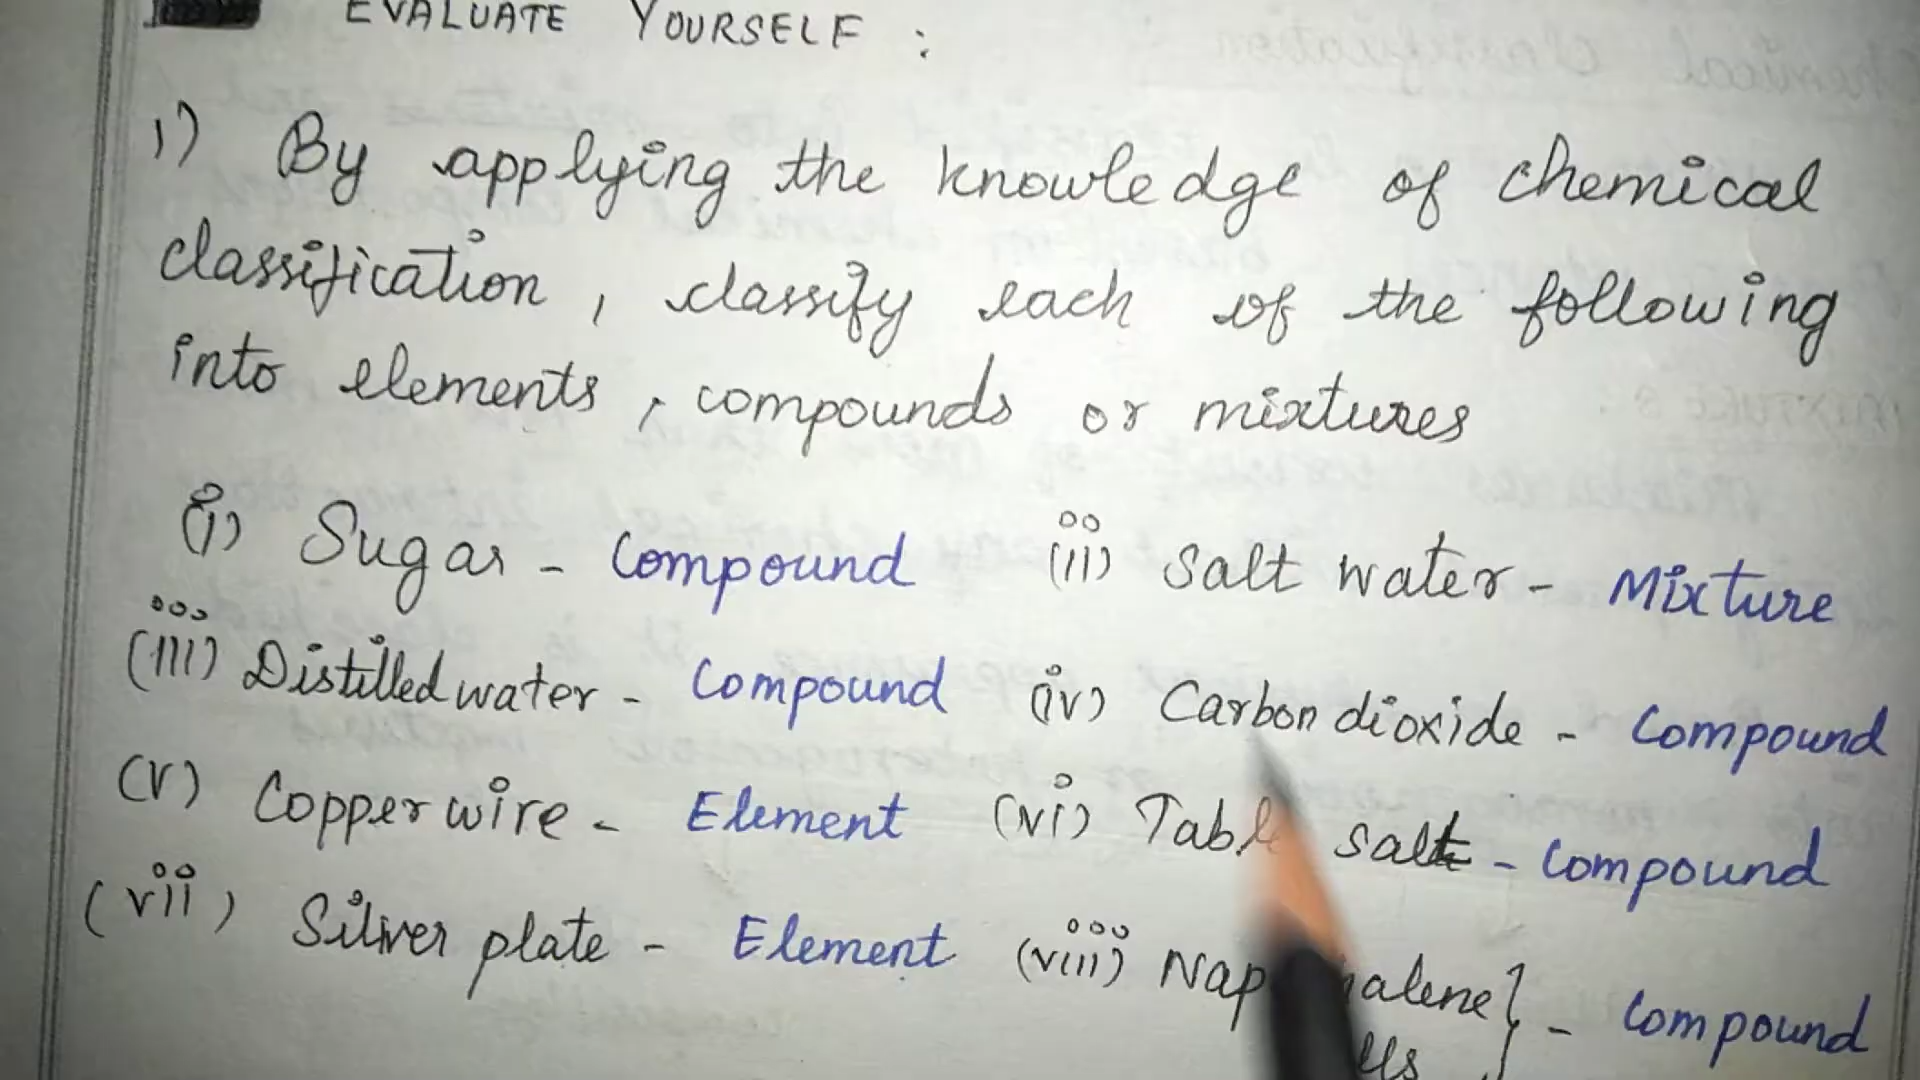 EVALUATE YOURSELF :
1) By applying the knowledge of chemical
classification, classify each of the following
into elements, compounds or mixtures
(i) Sugar - Compound (ii) Salt water - Mixture
(iii) Distilled water - Compound (iv) Carbon dioxide - Compound
(v) Copper wire - Element (vi) Table salt - Compound
(vii) Silver plate - Element (viii) - Compound